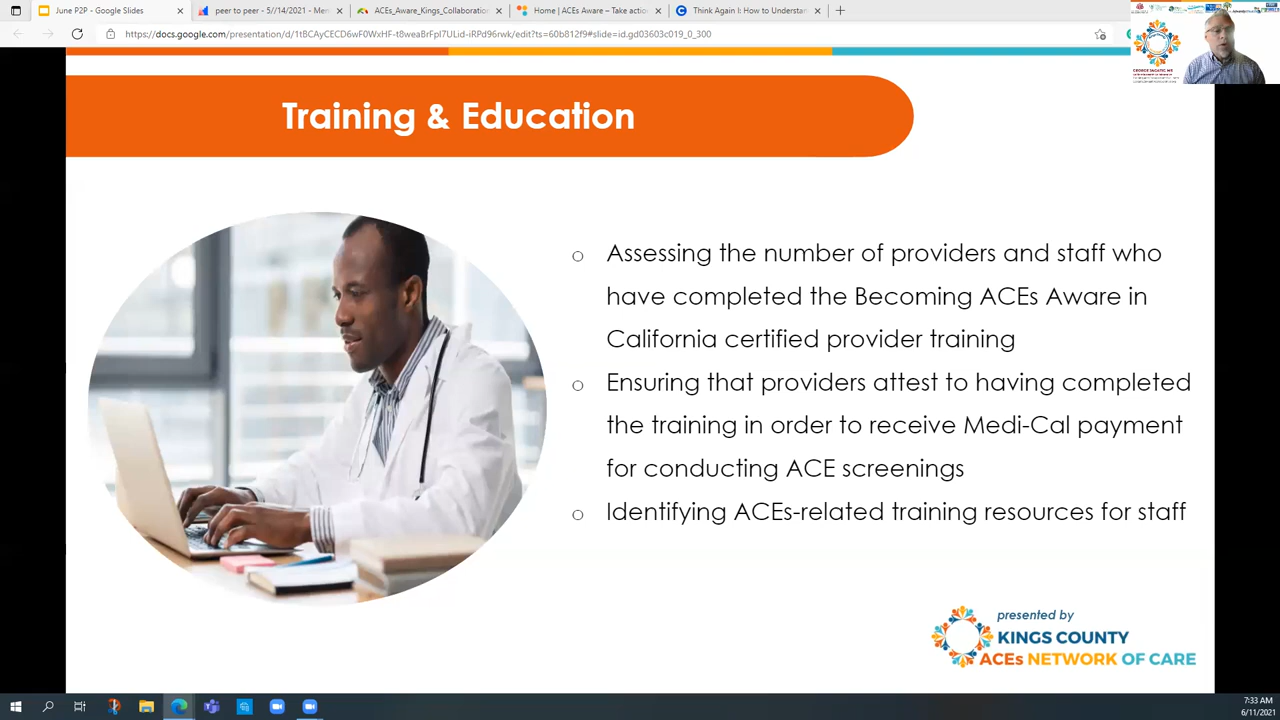 June P2P - Google Slides
peer to peer - 5//14/2021 - Me
ACEs_Aware_Kings_Collaboration
Home | ACEs Aware – Take actio
Think Again I: How to Understan
https://docs.google.com/presentation/d/1tBCAyCECD6wF0WxHF-t8weaBrFpI7ULid-iRPd96rwk/edit?ts=60b812f9#slide=id.gd03603c019_0_300
Training & Education
Assessing the number of providers and staff who
have completed the Becoming ACEs Aware in
California certified provider training
Ensuring that providers attest to having completed
the training in order to receive Medi-Cal payment
for conducting ACE screenings
Identifying ACEs-related training resources for staff
presented by
KINGS COUNTY
ACEs NETWORK OF CARE
7:33 AM
6/11/2021